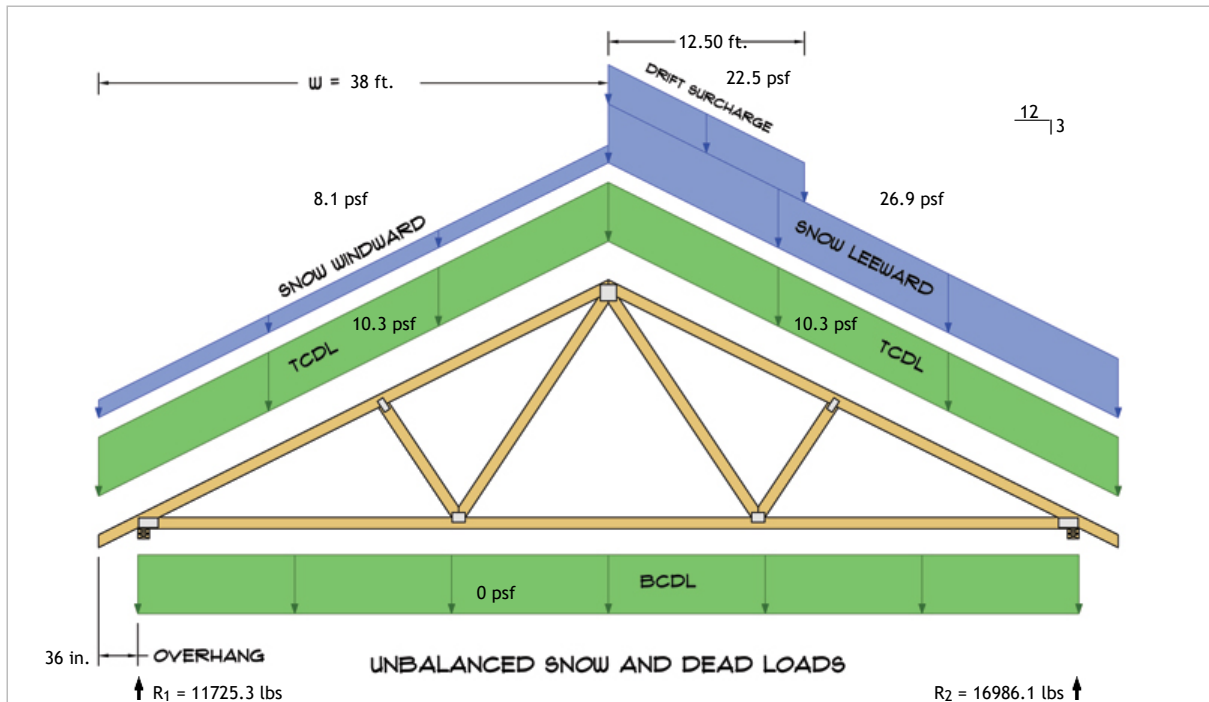 12.50 ft.
DRIFT SURCHARGE
22.5 psf
W = 38 ft.
12
3
8.1 psf
26.9 psf
SNOW WINDWARD
SNOW LEEWARD
10.3 psf
10.3 psf
TCDL
TCDL
0 psf
BCDL
36 in.
OVERHANG
UNBALANCED SNOW AND DEAD LOADS
R1 = 11725.3 lbs
R2 = 16986.1 lbs